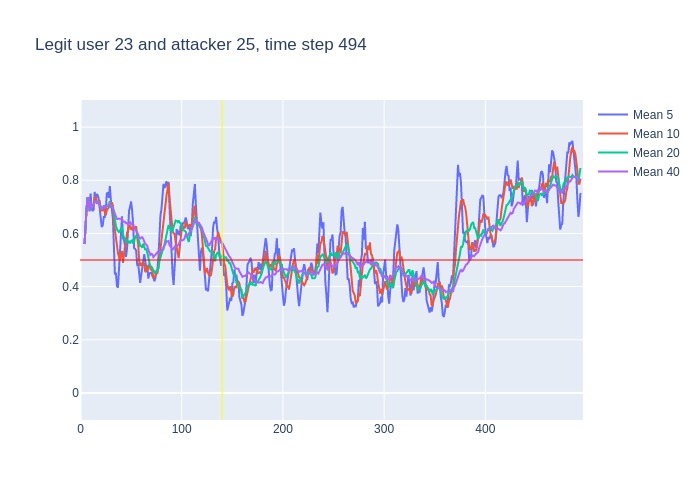 Legit user 23 and attacker 25, time step 494
Mean 5
Mean 10
Mean 20
Mean 40
1
0.8
0.6
0.4
0.2
0
0 100 200 300 400